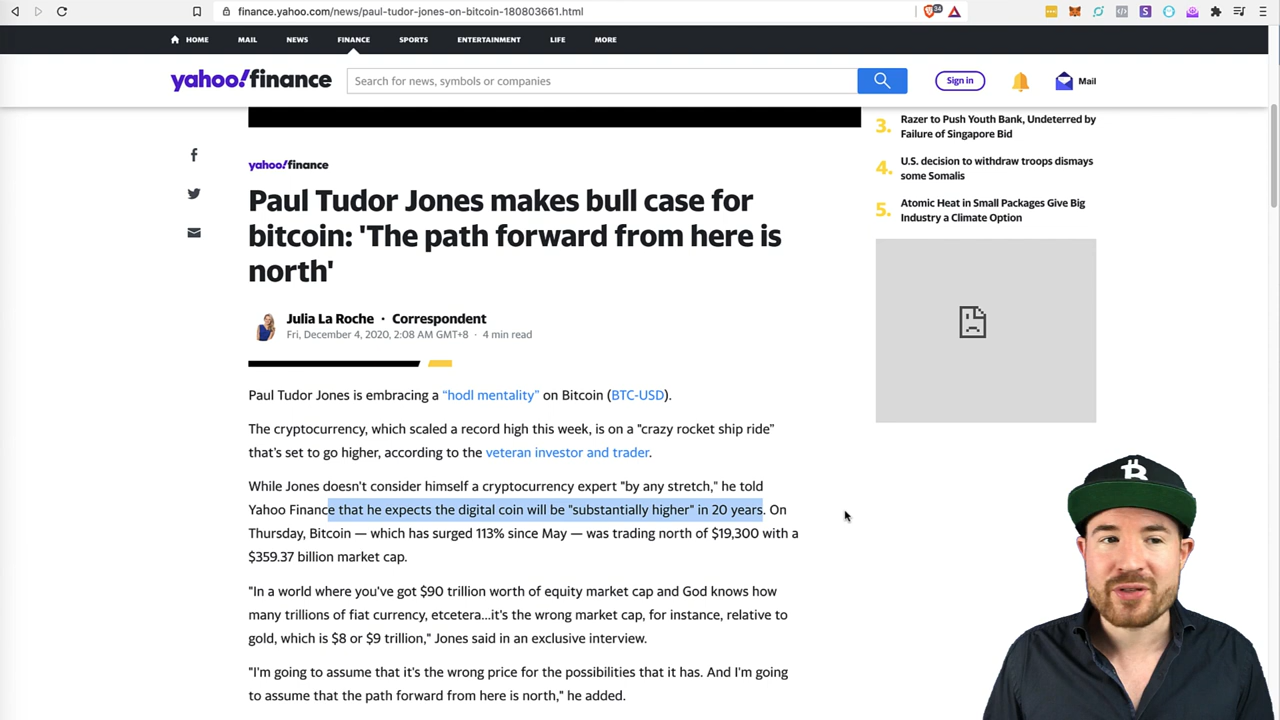 finance.yahoo.com/news/paul-tudor-jones-on-bitcoin-180803661.html
34
S
HOME
MAIL
NEWS
FINANCE
SPORTS
ENTERTAINMENT
LIFE
MORE
yahoo!finance
Search for news, symbols or companies
Sign in
Mail
yahoo!finance
Paul Tudor Jones makes bull case for
bitcoin: 'The path forward from here is
north'
Julia La Roche • Correspondent
Fri, December 4, 2020, 2:08 AM GMT+8 · 4 min read
Paul Tudor Jones is embracing a “hodl mentality” on Bitcoin (BTC-USD).
The cryptocurrency, which scaled a record high this week, is on a "crazy rocket ship ride"
that’s set to go higher, according to the veteran investor and trader.
While Jones doesn’t consider himself a cryptocurrency expert "by any stretch," he told
Yahoo Finance that he expects the digital coin will be "substantially higher" in 20 years. On
Thursday, Bitcoin — which has surged 113% since May — was trading north of $19,300 with a
$359.37 billion market cap.
"In a world where you've got $90 trillion worth of equity market cap and God knows how
many trillions of fiat currency, etcetera...it's the wrong market cap, for instance, relative to
gold, which is $8 or $9 trillion," Jones said in an exclusive interview.
"I'm going to assume that it's the wrong price for the possibilities that it has. And I'm going
to assume that the path forward from here is north," he added.
3. Razer to Push Youth Bank, Undeterred by
Failure of Singapore Bid
4. U.S. decision to withdraw troops dismays
some Somalis
5. Atomic Heat in Small Packages Give Big
Industry a Climate Option